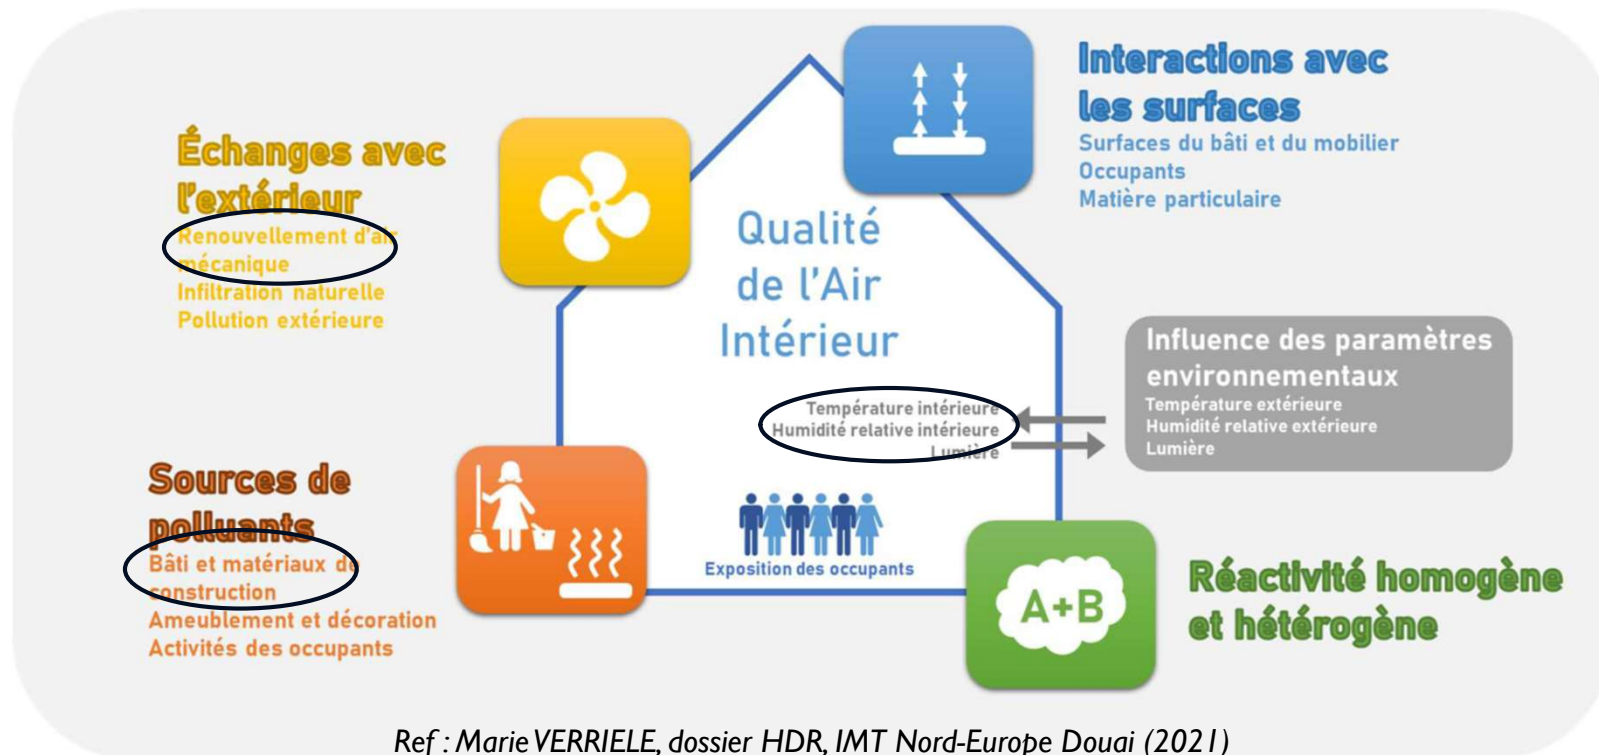 Échanges avec
l'extérieur
Renouvellement d'air
mécanique
Infiltration naturelle
Pollution extérieure
Interactions avec
les surfaces
Surfaces du bâti et du mobilier
Occupants
Matière particulaire
Qualité
de l'Air
Intérieur
Température intérieure
Humidité relative intérieure
Lumière
Influence des paramètres
environnementaux
Température extérieure
Humidité relative extérieure
Lumière
Sources de
polluants
Bâti et matériaux de
construction
Ameublement et décoration
Activités des occupants
Exposition des occupants
A+B
Réactivité homogène
et hétérogène
Ref : Marie VERRIELE, dossier HDR, IMT Nord-Europe Douai (2021)